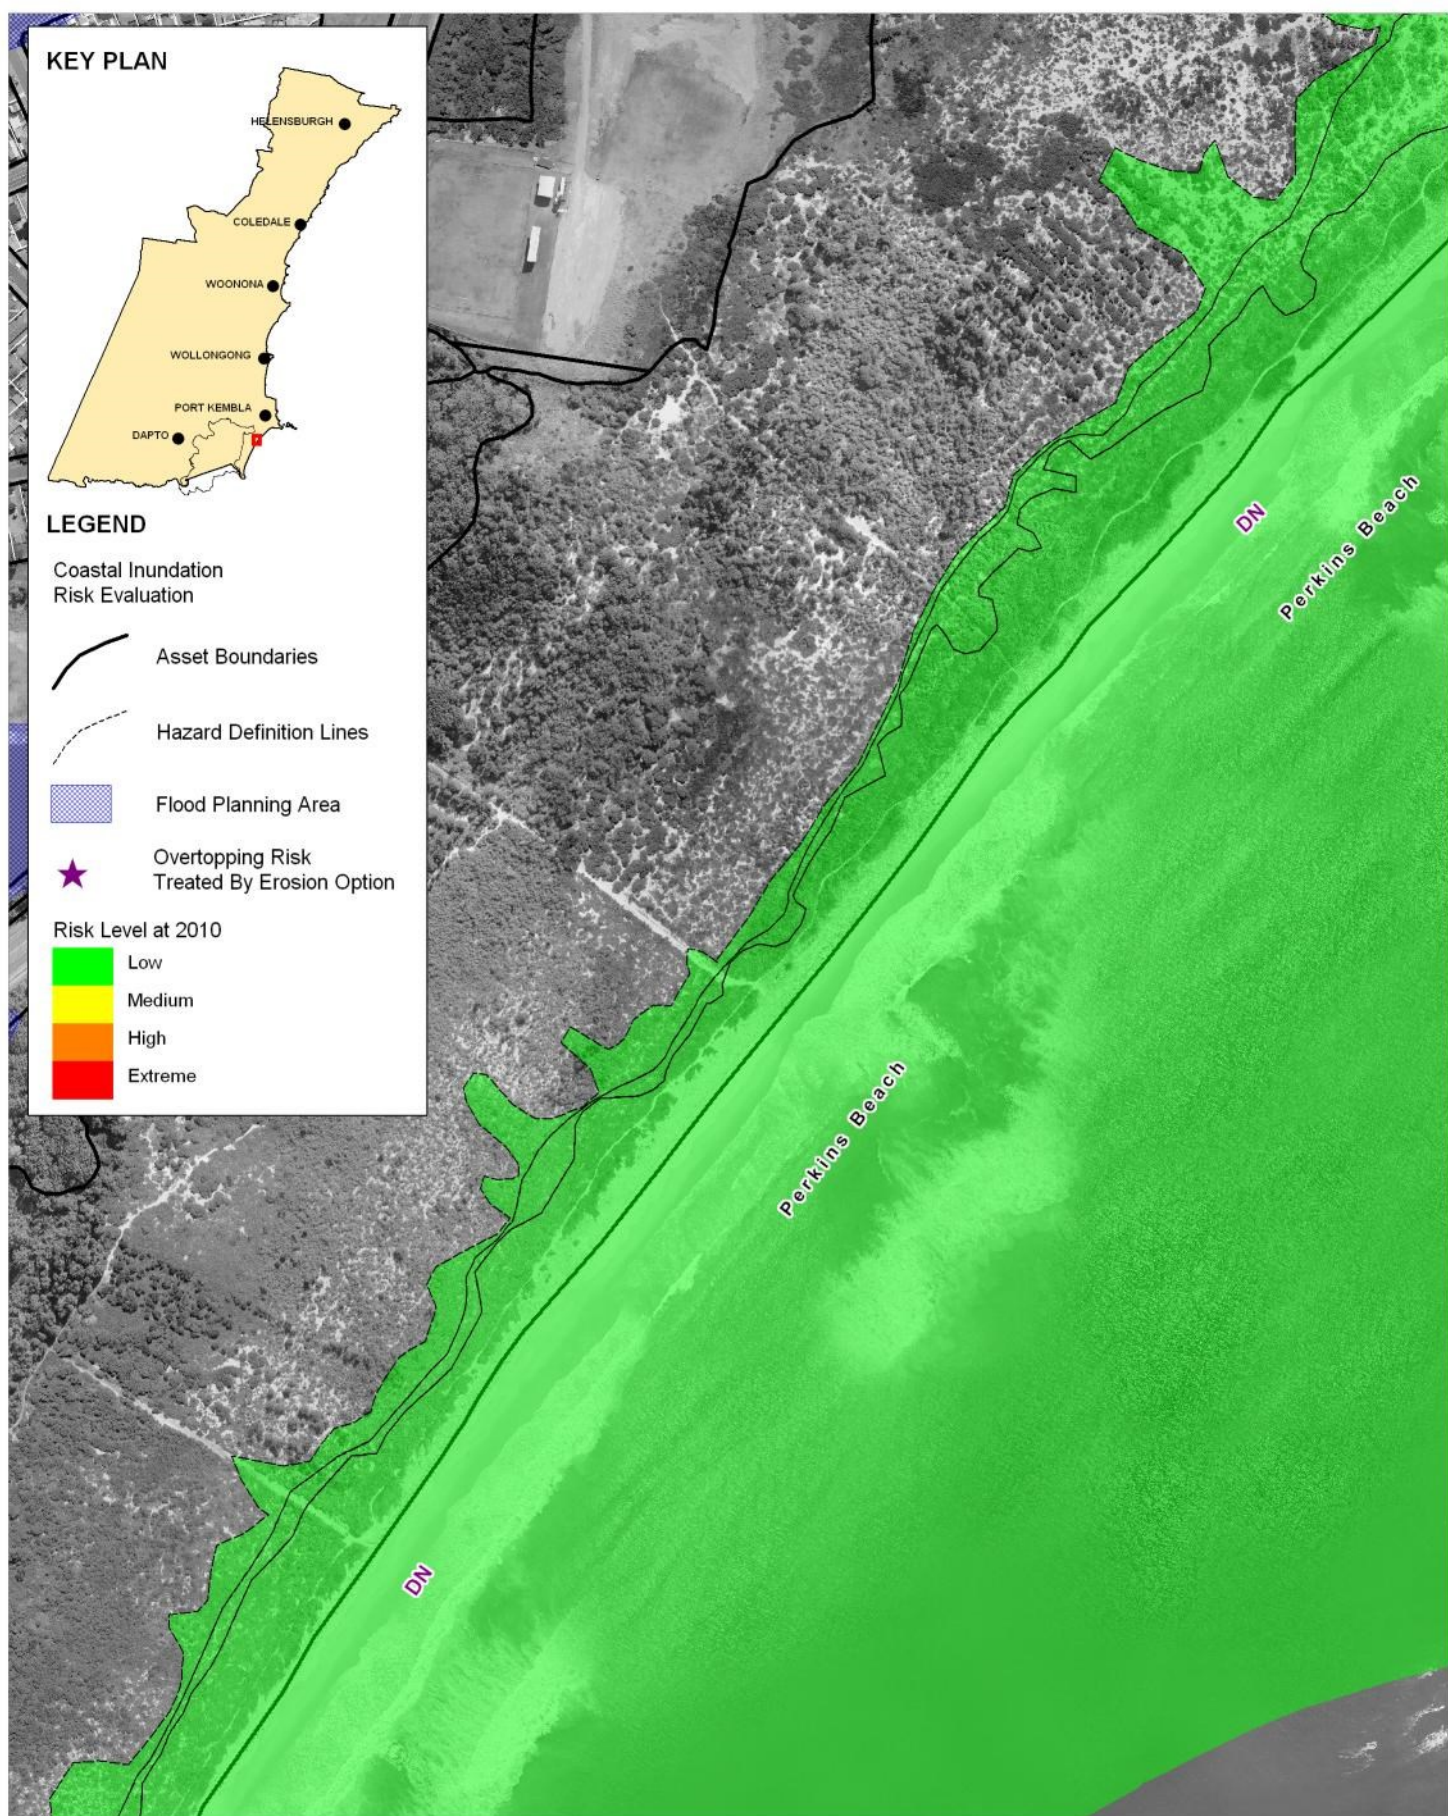 KEY PLAN
HELENSBURGH
COLEDALE
WOONONA
WOLLONGONG
PORT KEMBLA
DAPTO
LEGEND
Coastal Inundation
Risk Evaluation
Asset Boundaries
Hazard Definition Lines
Flood Planning Area
Overtopping Risk
Treated By Erosion Option
Risk Level at 2010
Low
Medium
High
Extreme
DN
Perkins Beach
Perkins Beach
DN